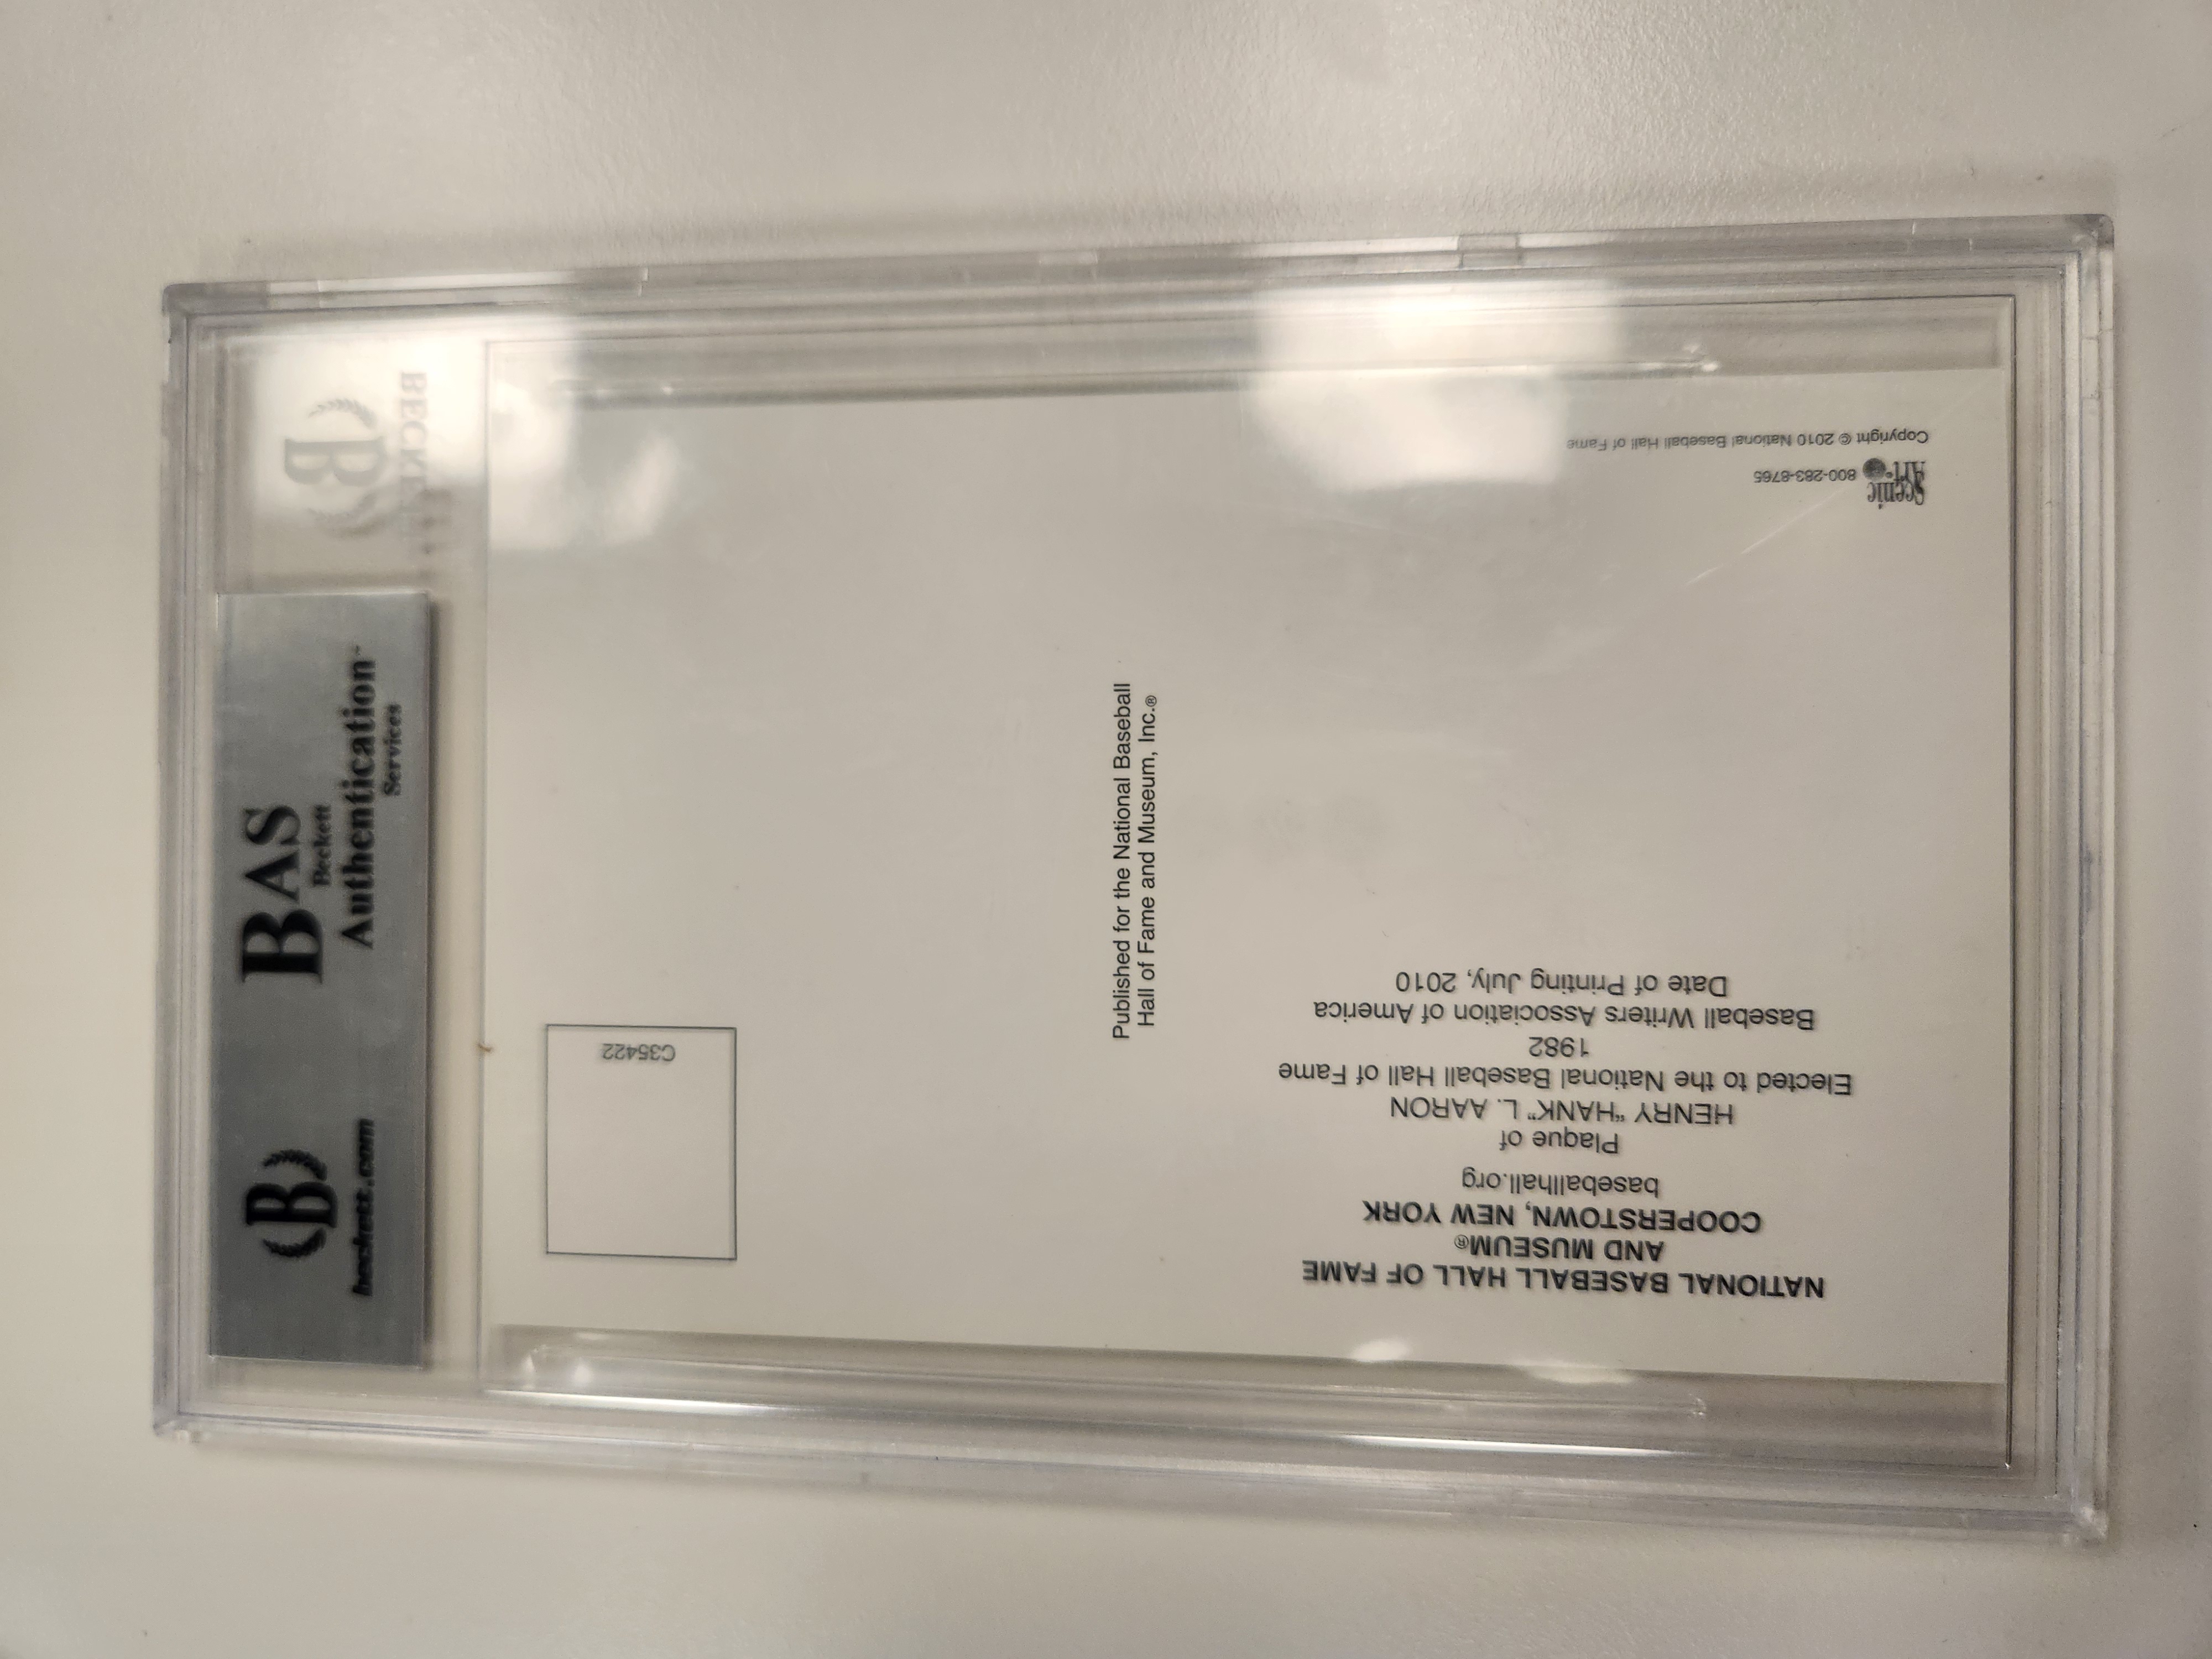 NATIONAL BASEBALL HALL OF FAME
AND MUSEUM®
COOPERSTOWN, NEW YORK
baseballhall.org
Plaque of
HENRY "HANK" L. AARON
Elected to the National Baseball Hall of Fame
1982
Baseball Writers Association of America
Date of Printing July, 2010
C35422
Published for the National Baseball
Hall of Fame and Museum, Inc.®
Scenic
Art
800-283-8765
Copyright © 2010 National Baseball Hall of Fame
B
beckett.com
BAS
Beckett
Authentication™
Services
B